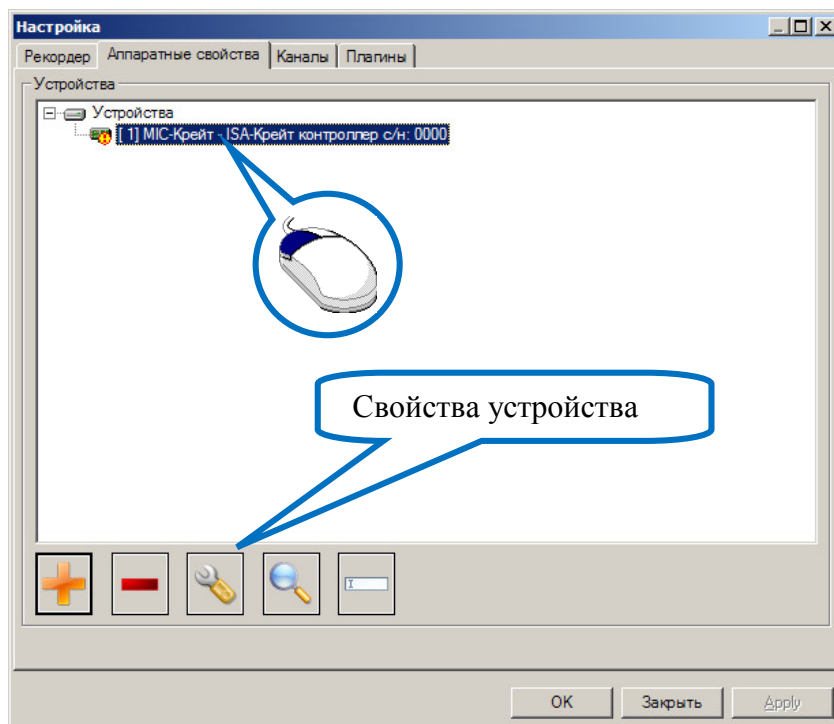 Настройка
Рекордер Аппаратные свойства Каналы Плагины
Устройства
Устройства
[ 1] MIC-Крейт - ISA-Крейт контроллер с/н: 0000
Свойства устройства
OK Закрыть Apply